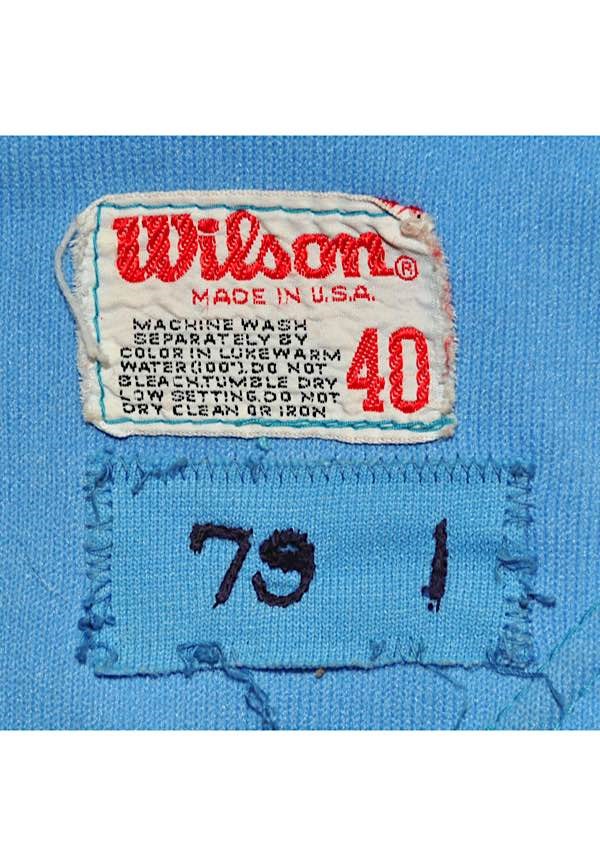 Wilson®
MADE IN U.S.A.
MACHINE WASH
SEPARATELY BY
COLOR IN LUKEWARM
WATER(100°).DO NOT
BLEACH.TUMBLE DRY
LOW SETTING.DO NOT
DRY CLEAN OR IRON
40
79 1